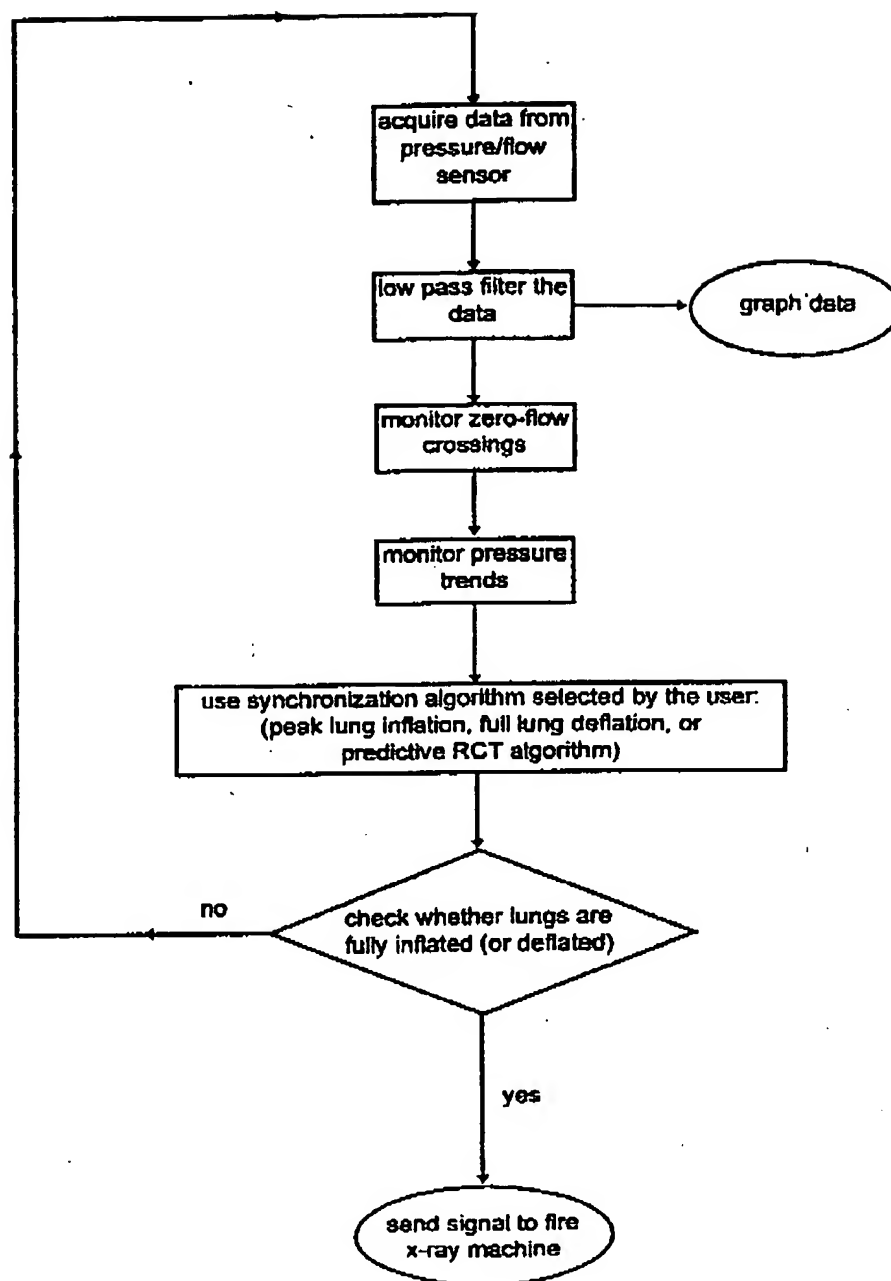 acquire data from
pressure/flow
sensor
low pass filter the
data
graph data
monitor zero-flow
crossings
monitor pressure
trends
use synchronization algorithm selected by the user:
(peak lung inflation, full lung deflation, or
predictive RCT algorithm)
no
check whether lungs are
fully inflated (or deflated)
yes
send signal to fire
x-ray machine